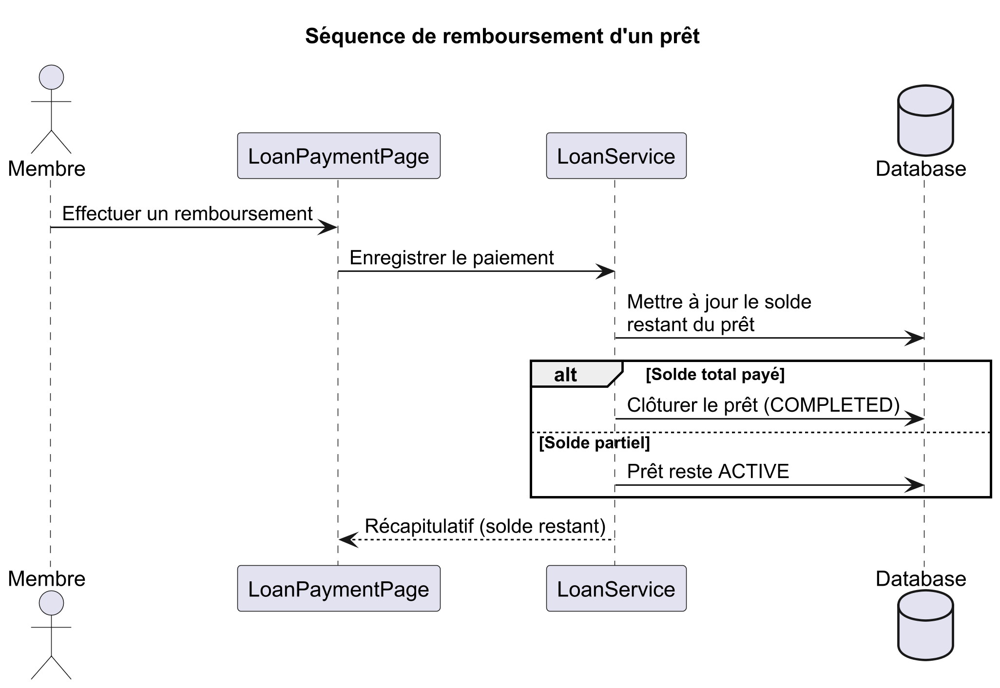 Séquence de remboursement d'un prêt
Membre
LoanPaymentPage
LoanService
Database
Effectuer un remboursement
Enregistrer le paiement
Mettre à jour le solde
restant du prêt
alt [Solde total payé]
Clôturer le prêt (COMPLETED)
[Solde partiel]
Prêt reste ACTIVE
Récapitulatif (solde restant)
Membre
LoanPaymentPage
LoanService
Database